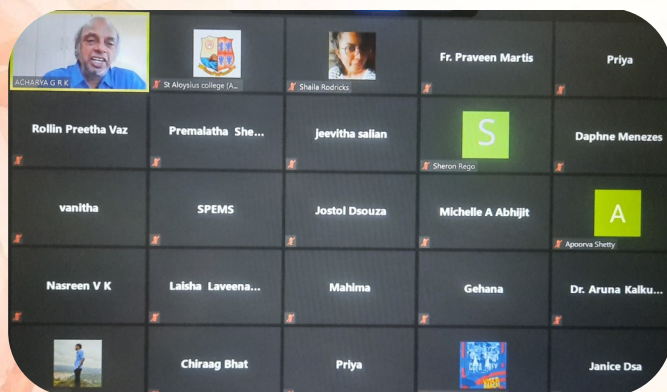 ACHARYA G R K
St Aloysius college (A...
Shaila Rodricks
Fr. Praveen Martis
Priya
Rollin Preetha Vaz
Premalatha She...
jeevitha salian
S
Sheron Rego
Daphne Menezes
vanitha
SPEMS
Jostol Dsouza
Michelle A Abhijit
A
Apoorva Shetty
Nasreen V K
Laisha Laveena...
Mahima
Gehana
Dr. Aruna Kalku...
Chiraag Bhat
Priya
Janice Dsa